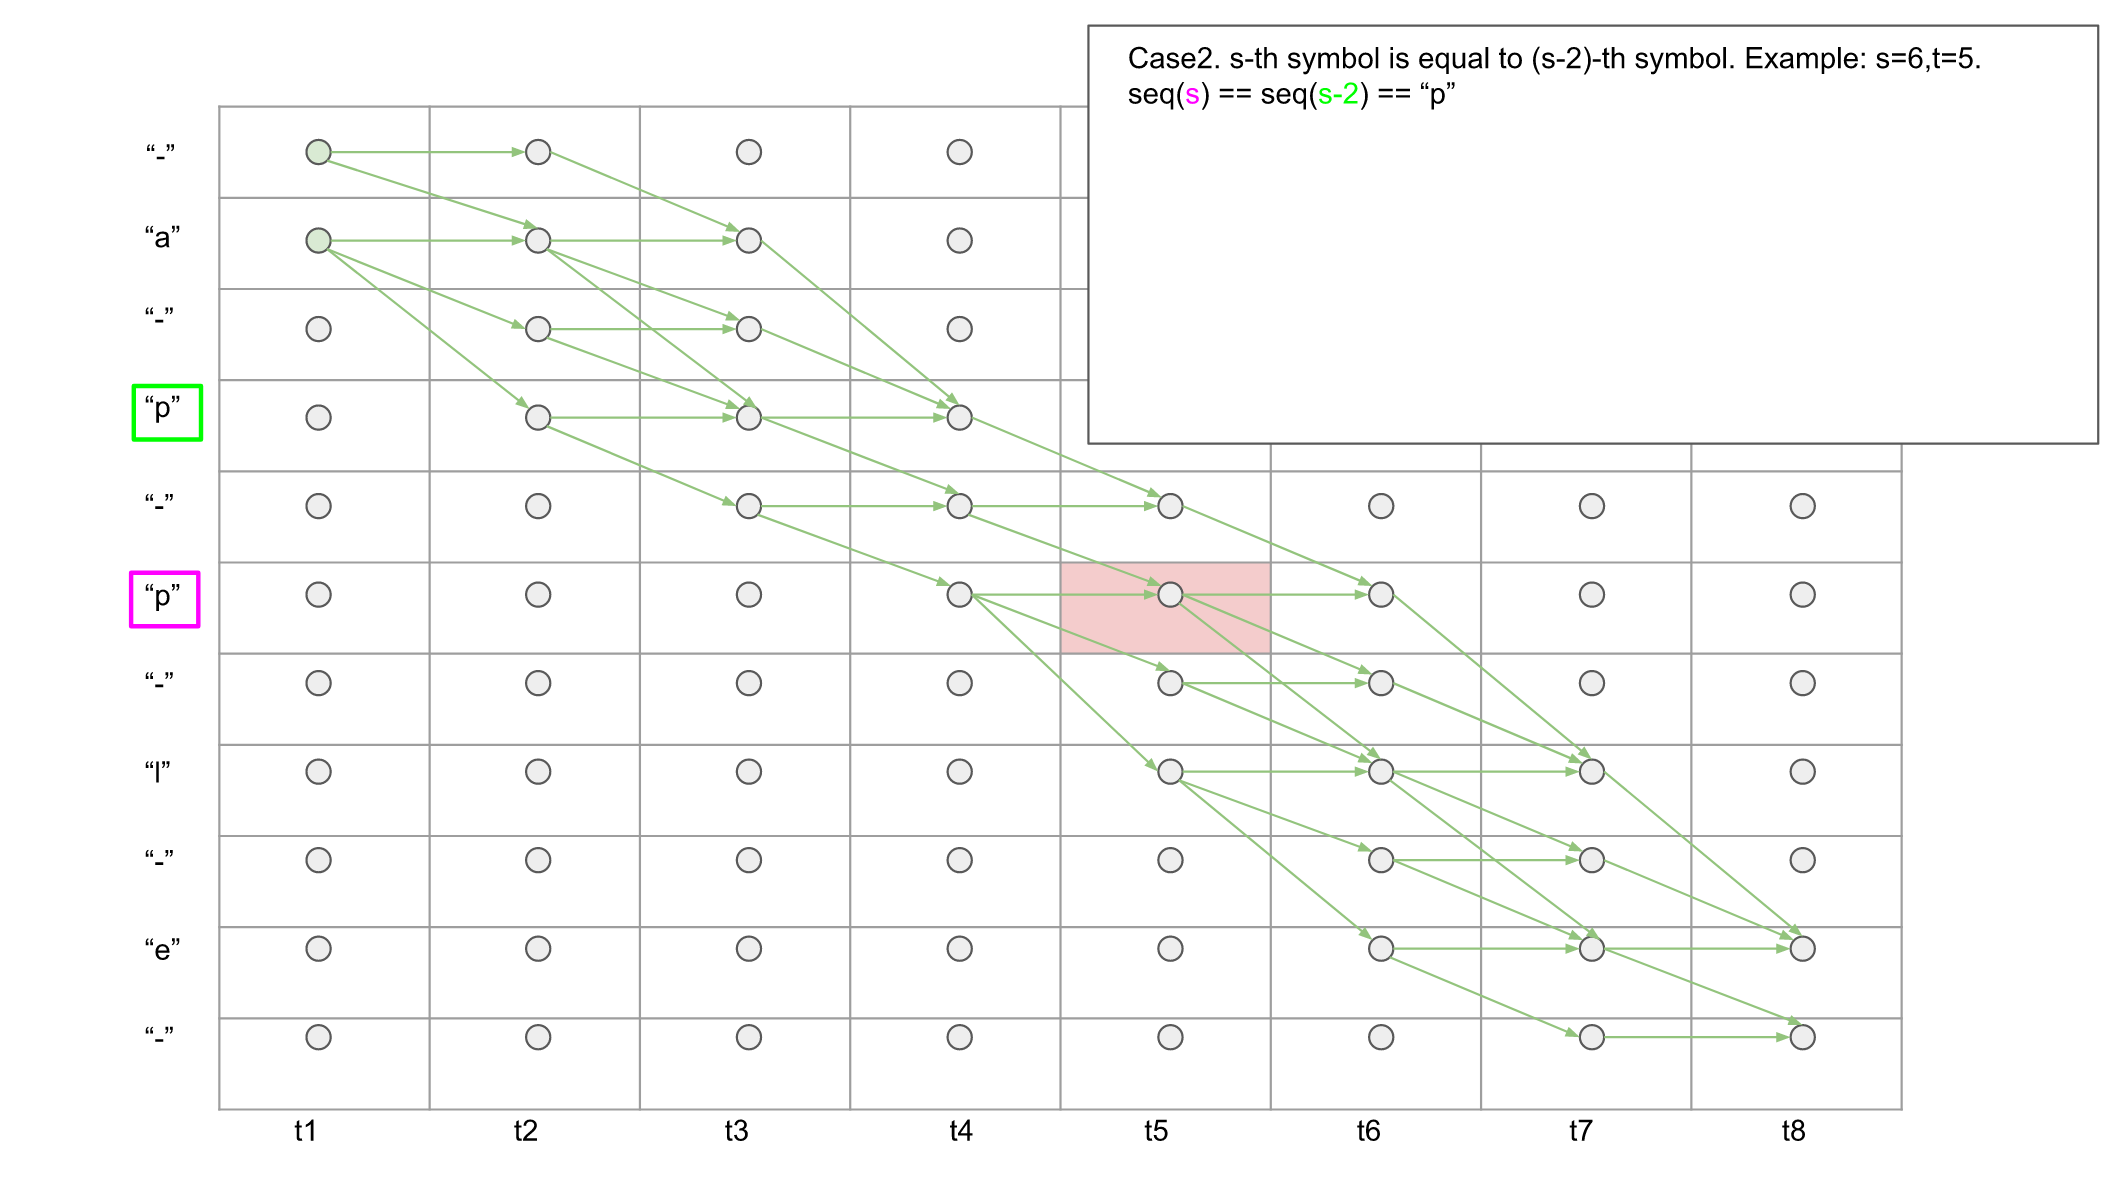 Case2. s-th symbol is equal to (s-2)-th symbol. Example: s=6,t=5.
seq(s) == seq(s-2) == “p”
“-”
“a”
“-”
“p”
“-”
“p”
“-”
“l”
“-”
“e”
“-”
t1 t2 t3 t4 t5 t6 t7 t8